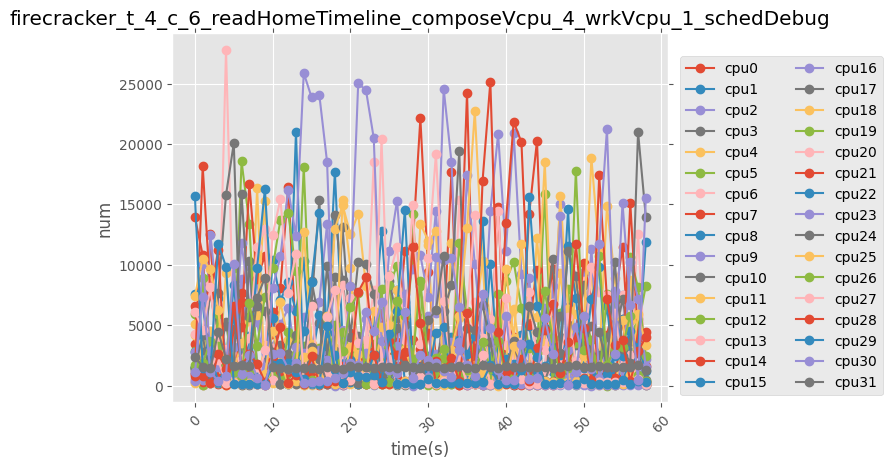 firecracker_t_4_c_6_readHomeTimeline_composeVcpu_4_wrkVcpu_1_schedDebug
num
25000
20000
15000
10000
5000
0
0
10
20
30
40
50
60
time(s)
cpu0
cpu1
cpu2
cpu3
cpu4
cpu5
cpu6
cpu7
cpu8
cpu9
cpu10
cpu11
cpu12
cpu13
cpu14
cpu15
cpu16
cpu17
cpu18
cpu19
cpu20
cpu21
cpu22
cpu23
cpu24
cpu25
cpu26
cpu27
cpu28
cpu29
cpu30
cpu31